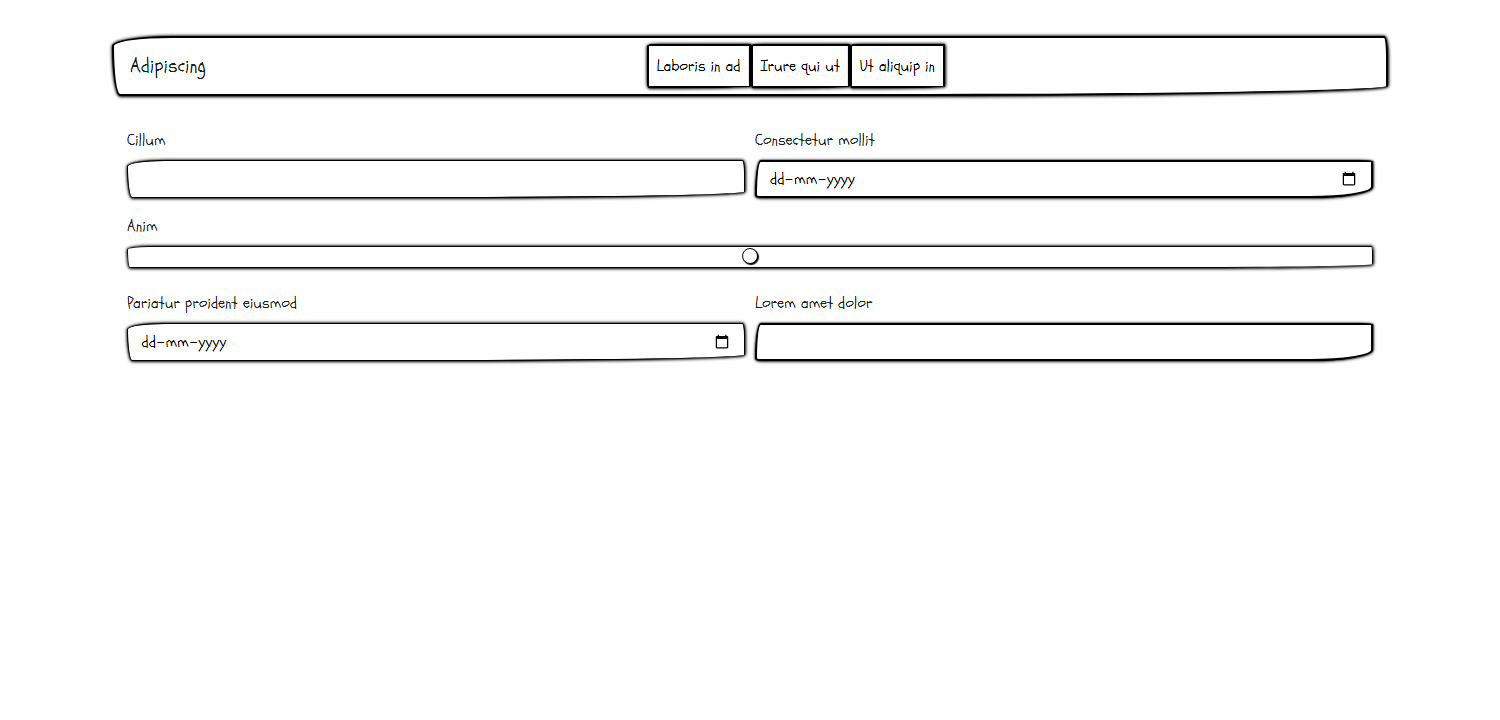 Adipiscing
Laboris in ad
Irure qui ut
Ut aliquip in
Cillum
Consectetur mollit
dd-mm-yyyy
Anim
Pariatur proident eiusmod
Lorem amet dolor
dd-mm-yyyy